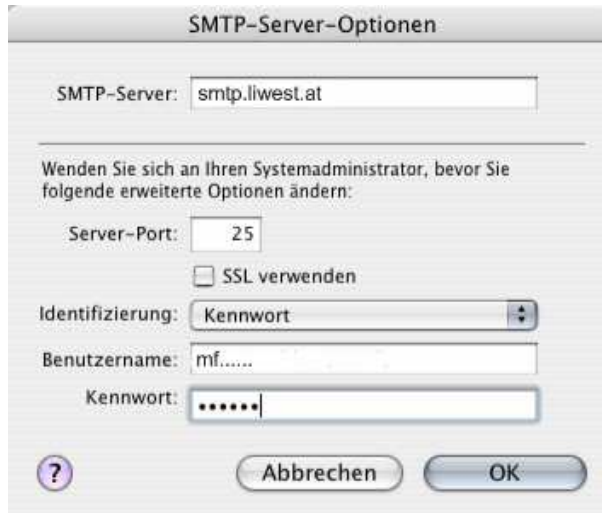 SMTP-Server-Optionen
SMTP-Server: smtp.liwest.at
Wenden Sie sich an Ihren Systemadministrator, bevor Sie
folgende erweiterte Optionen ändern:
Server-Port: 25
SSL verwenden
Identifizierung: Kennwort
Benutzername: mf......
Kennwort: ••••••
? Abbrechen OK